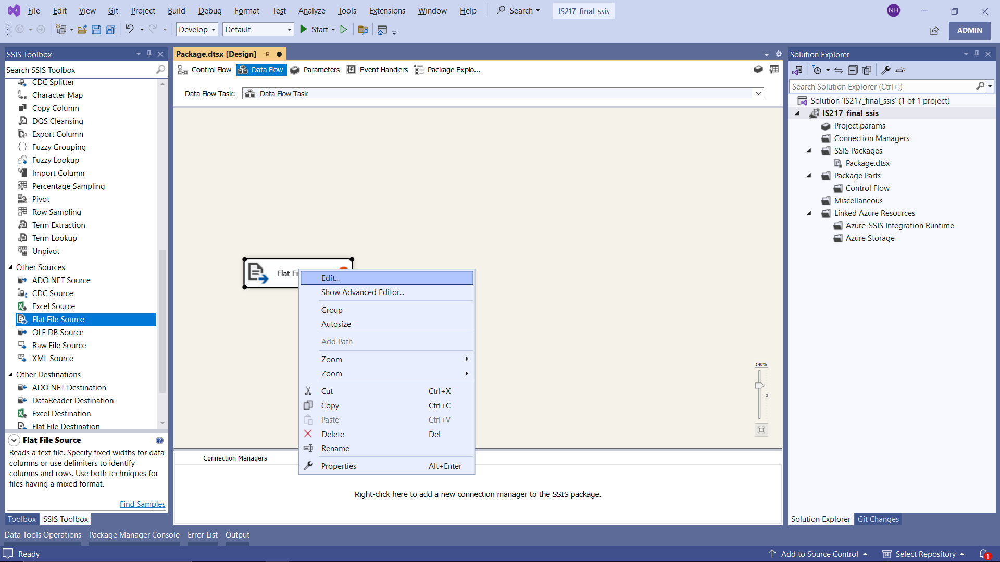 File Edit View Git Project Build Debug Format Test Analyze Tools Extensions Window Help Search IS217_final_ssis NH
Develop Default Start ADMIN
SSIS Toolbox
Search SSIS Toolbox
CDC Splitter
Character Map
Copy Column
DQS Cleansing
Export Column
Fuzzy Grouping
Fuzzy Lookup
Import Column
Percentage Sampling
Pivot
Row Sampling
Term Extraction
Term Lookup
Unpivot
Other Sources
ADO NET Source
CDC Source
Excel Source
Flat File Source
OLE DB Source
Raw File Source
XML Source
Other Destinations
ADO NET Destination
DataReader Destination
Excel Destination
Flat File Destination
Flat File Source
Reads a text file. Specify fixed widths for data
columns or use delimiters to identify
columns and rows. Use both techniques for
files having a mixed format.
Find Samples
Toolbox SSIS Toolbox
Package.dtsx [Design]
Control Flow Data Flow Parameters Event Handlers Package Explo...
Data Flow Task: Data Flow Task
Flat Fi
Edit...
Show Advanced Editor...
Group
Autosize
Add Path
Zoom
Zoom
Cut Ctrl+X
Copy Ctrl+C
Paste Ctrl+V
Delete Del
Rename
Properties Alt+Enter
140%
Connection Managers
Right-click here to add a new connection manager to the SSIS package.
Solution Explorer
Search Solution Explorer (Ctrl+;)
Solution 'IS217_final_ssis' (1 of 1 project)
IS217_final_ssis
Project.params
Connection Managers
SSIS Packages
Package.dtsx
Package Parts
Control Flow
Miscellaneous
Linked Azure Resources
Azure-SSIS Integration Runtime
Azure Storage
Solution Explorer Git Changes
Data Tools Operations Package Manager Console Error List Output
Ready Add to Source Control Select Repository 1